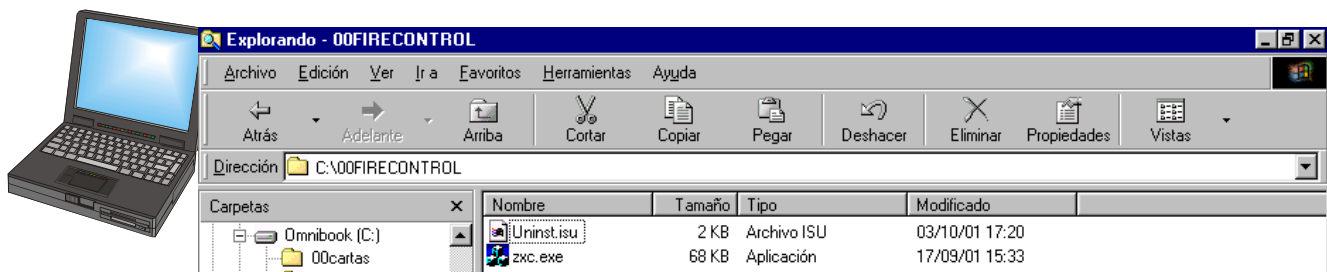 Explorando - 00FIRECONTROL
Archivo Edición Ver Ir a Favoritos Herramientas Ayuda
Atrás Adelante Arriba Cortar Copiar Pegar Deshacer Eliminar Propiedades Vistas
Dirección C:\00FIRECONTROL
Carpetas Nombre Tamaño Tipo Modificado
Omnibook (C:) Uninst.isu 2 KB Archivo ISU 03/10/01 17:20
00cartas zxc.exe 68 KB Aplicación 17/09/01 15:33